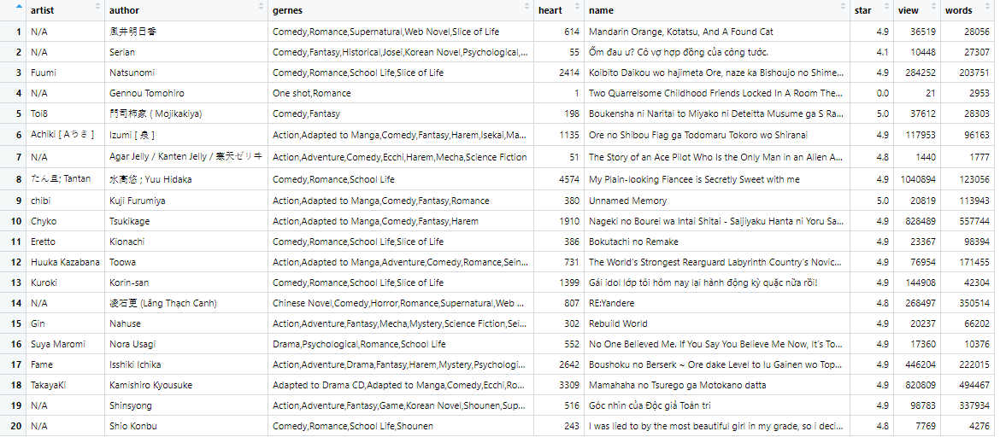 artist author gernes heart name star view words
1 N/A 風井明日香 Comedy,Romance,Supernatural,Web Novel,Slice of Life 614 Mandarin Orange, Kotatsu, And A Found Cat 4.9 36519 28056
2 N/A Serian Comedy,Fantasy,Historical,Josei,Korean Novel,Psychological,... 55 Ốm đau ư? Cô vợ hợp đồng của công tước. 4.1 10448 27307
3 Fuumi Natsunomi Comedy,Romance,School Life,Slice of Life 2414 Koibito Daikou wo hajimeta Ore, naze ka Bishoujo no Shime... 4.9 284252 203751
4 N/A Gennou Tomohiro One shot,Romance 1 Two Quarrelsome Childhood Friends Locked In A Room The... 0.0 21 2953
5 Toi8 門司柿家 ( Mojikakiya) Comedy,Fantasy 198 Boukensha ni Naritai to Miyako ni Deteitta Musume ga S Ra... 5.0 37612 28303
6 Achiki [ Aちき ] Izumi [ 泉 ] Action,Adapted to Manga,Comedy,Fantasy,Harem,Isekai,Ma... 1135 Ore no Shibou Flag ga Todomaru Tokoro wo Shiranai 4.9 117953 96163
7 N/A Agar Jelly / Kanten Jelly / 寒天ゼリヰ Action,Adventure,Comedy,Ecchi,Harem,Mecha,Science Fiction 51 The Story of an Ace Pilot Who Is the Only Man in an Alien A... 4.8 1440 1777
8 たん旦; Tantan 氷高悠 ; Yuu Hidaka Comedy,Romance,School Life 4574 My Plain-looking Fiancee is Secretly Sweet with me 4.9 1040894 123056
9 chibi Kuji Furumiya Action,Adapted to Manga,Comedy,Fantasy,Romance 380 Unnamed Memory 5.0 20819 113943
10 Chyko Tsukikage Action,Adapted to Manga,Comedy,Fantasy,Harem 1910 Nageki no Bourei wa Intai Shitai - Saijiyaku Hanta ni Yoru Sa... 4.9 828489 557744
11 Eretto Kionachi Comedy,Romance,School Life,Slice of Life 386 Bokutachi no Remake 4.9 23367 98394
12 Huuka Kazabana Toowa Action,Adapted to Manga,Adventure,Comedy,Romance,Sein... 731 The World's Strongest Rearguard Labyrinth Country's Novic... 4.9 76954 171455
13 Kuroki Korin-san Comedy,Romance,School Life,Slice of Life 1399 Gái idol lớp tôi hôm nay lại hành động kỳ quặc nữa rồi! 4.9 144908 42304
14 N/A 凌石更 (Lăng Thạch Canh) Chinese Novel,Comedy,Horror,Romance,Supernatural,Web ... 807 RE:Yandere 4.8 268497 350514
15 Gin Nahuse Action,Adventure,Fantasy,Mecha,Mystery,Science Fiction,Sei... 302 Rebuild World 4.9 20237 66202
16 Suya Maromi Nora Usagi Drama,Psychological,Romance,School Life 552 No One Believed Me. If You Say You Believe Me Now, It's To... 4.9 17360 10376
17 Fame Isshiki Ichika Action,Adventure,Drama,Fantasy,Harem,Mystery,Psychologi... 2642 Boushoku no Berserk ~ Ore dake Level to Iu Gainen wo Top... 4.9 446204 222015
18 TakayaKi Kamishiro Kyousuke Adapted to Drama CD,Adapted to Manga,Comedy,Ecchi,Ro... 3309 Mamahaha no Tsurego ga Motokano datta 4.9 820809 494467
19 N/A Shinsyong Action,Adventure,Fantasy,Game,Korean Novel,Shounen,Sup... 516 Góc nhìn của Độc giả Toàn tri 4.9 98783 337934
20 N/A Shio Konbu Comedy,Romance,School Life,Shounen 243 I was lied to by the most beautiful girl in my grade, so i deci... 4.8 7769 4276